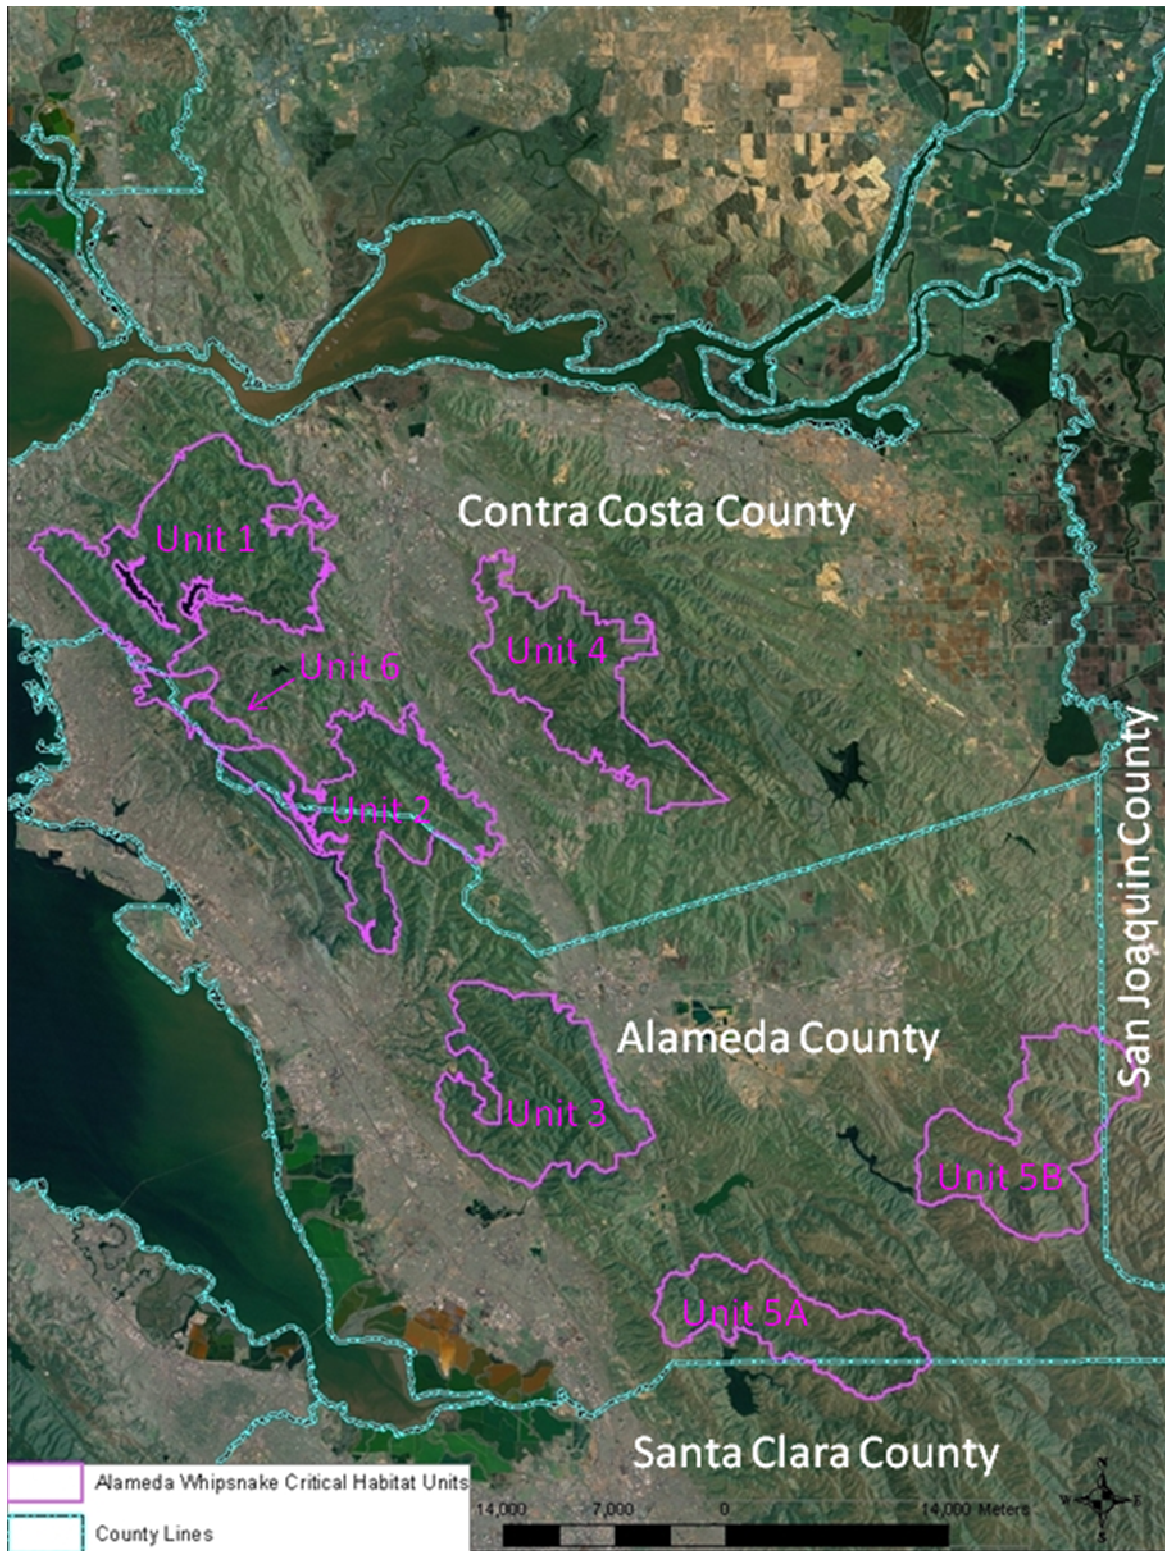 Contra Costa County
Unit 1
Unit 4
Unit 6
Unit 2
San Joaquin County
Alameda County
Unit 3
Unit 5B
Unit 5A
Santa Clara County
Alameda Whipsnake Critical Habitat Units
County Lines
14,000 7,000 0 14,000 Meters
N
W E
S